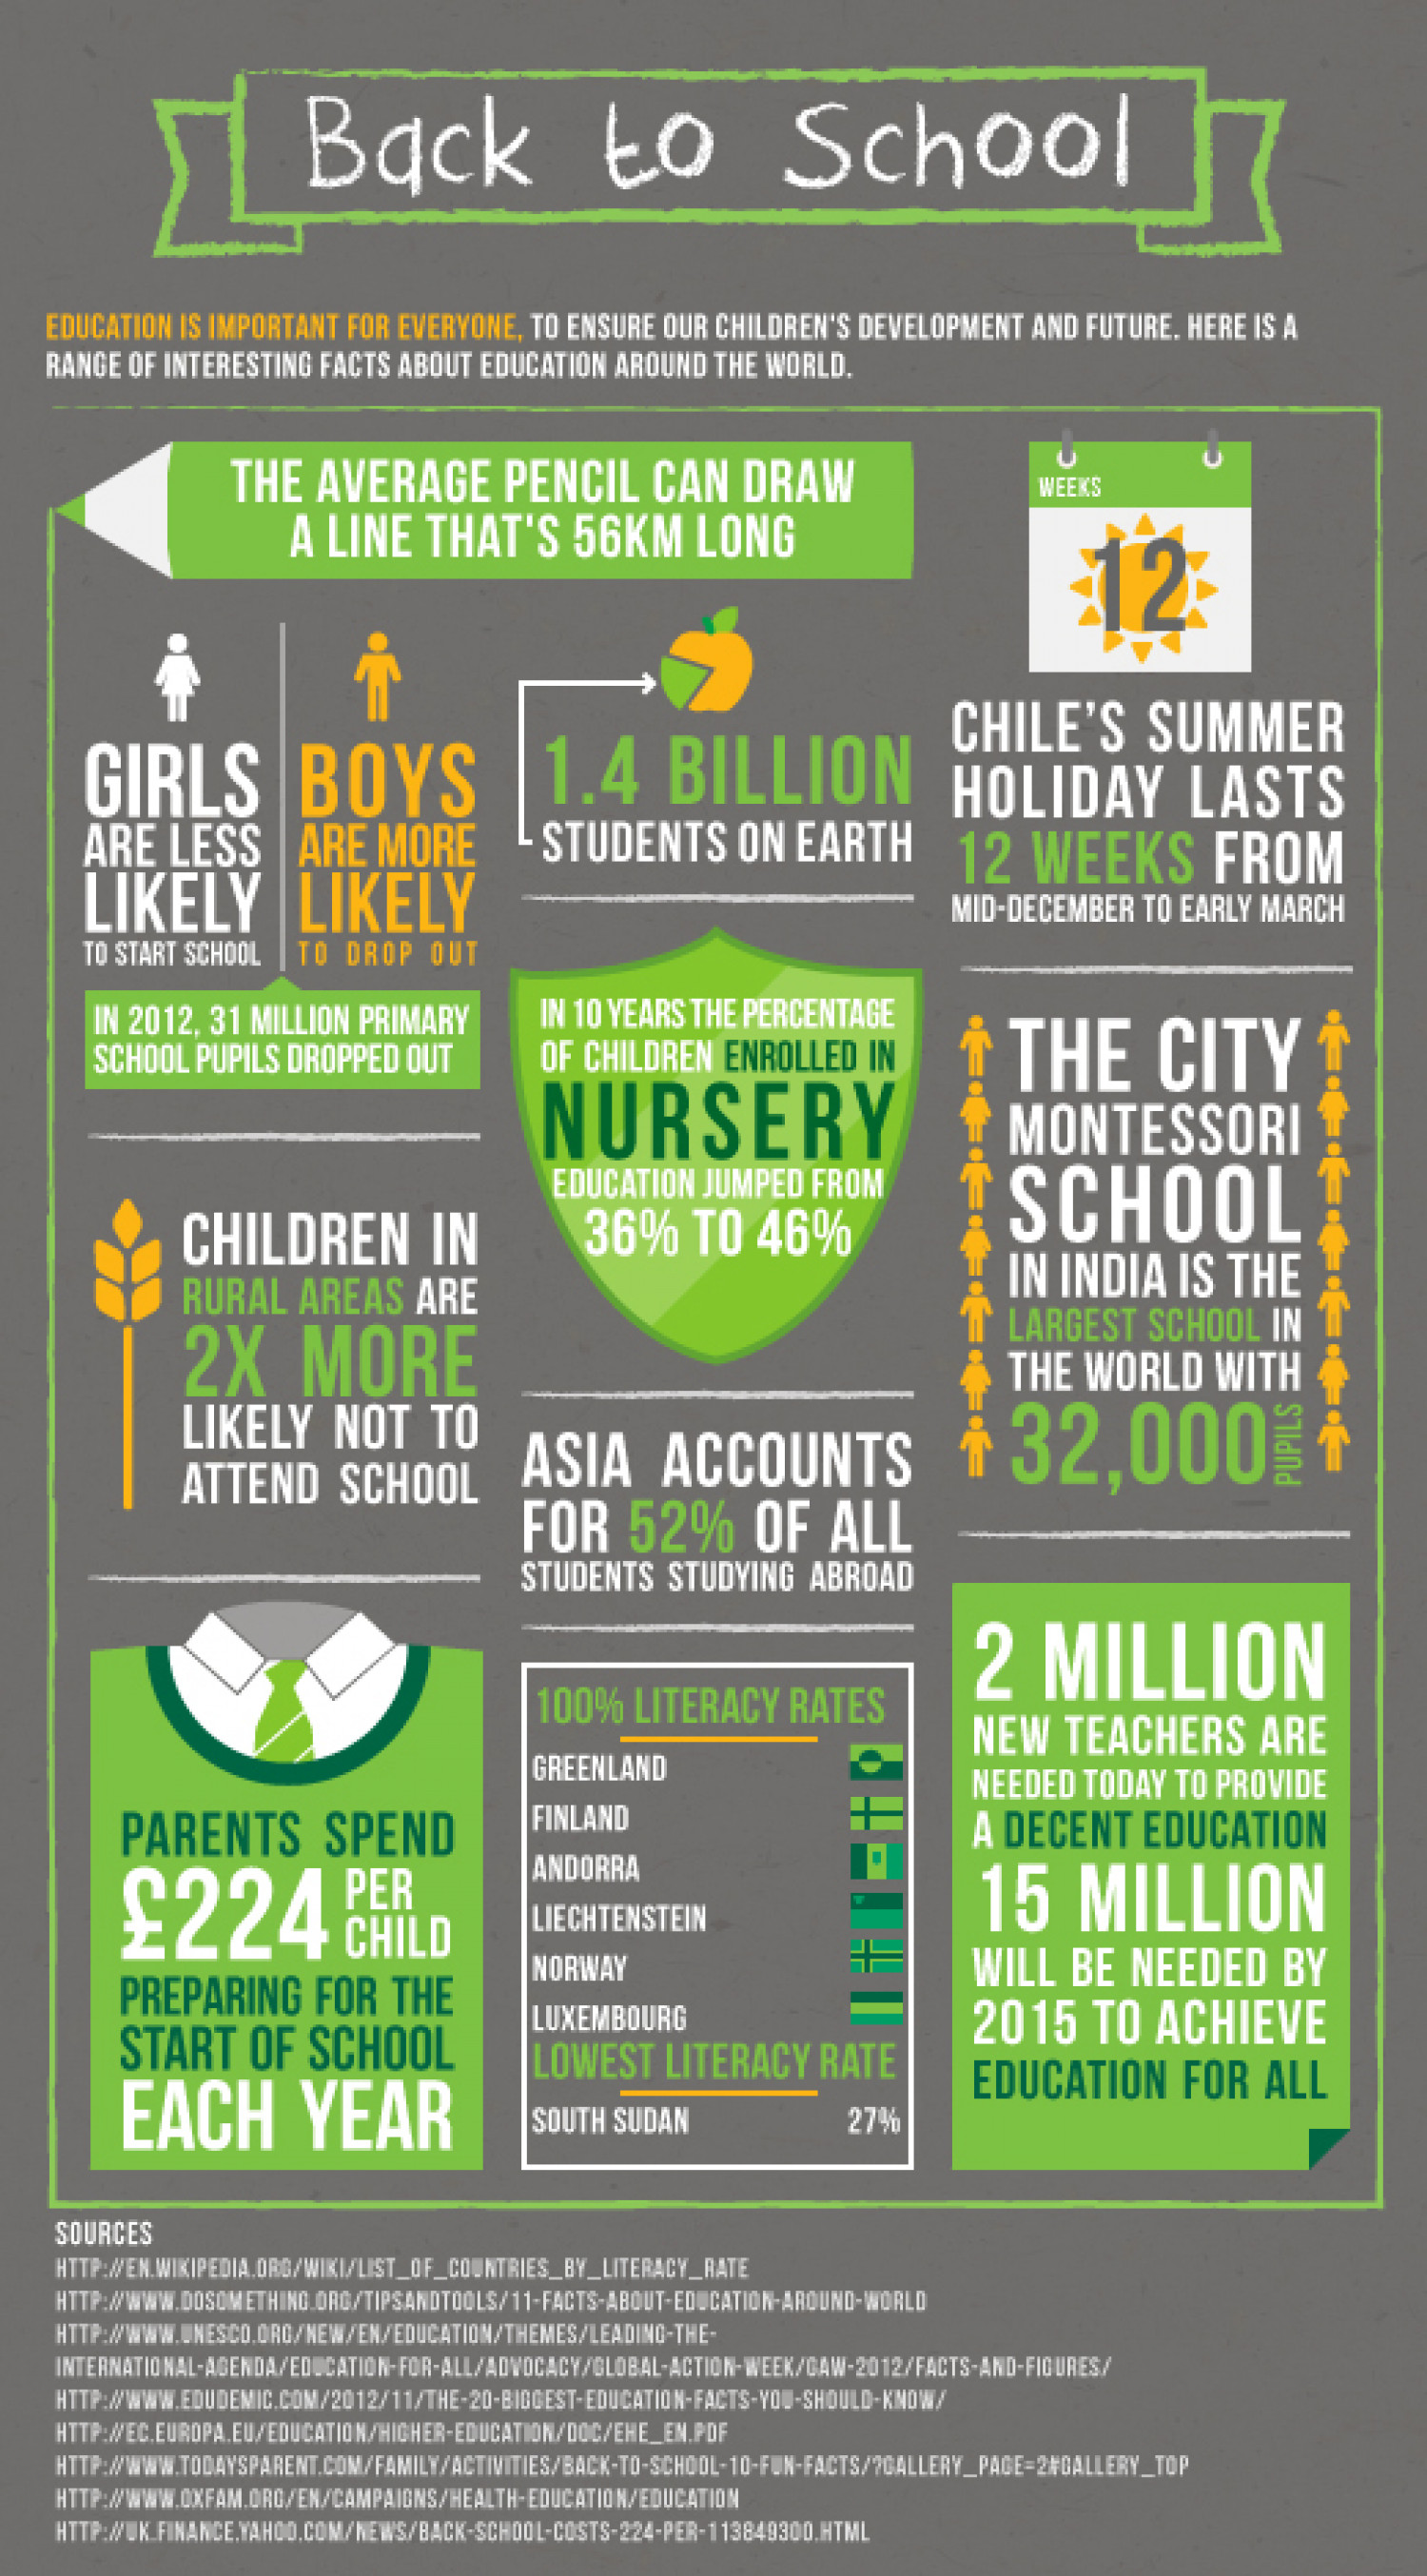 Back to School
EDUCATION IS IMPORTANT FOR EVERYONE, TO ENSURE OUR CHILDREN'S DEVELOPMENT AND FUTURE. HERE IS A
RANGE OF INTERESTING FACTS ABOUT EDUCATION AROUND THE WORLD.
THE AVERAGE PENCIL CAN DRAW
A LINE THAT'S 56KM LONG
GIRLS
ARE LESS
LIKELY
TO START SCHOOL
BOYS
ARE MORE
LIKELY
TO DROP OUT
IN 2012, 31 MILLION PRIMARY
SCHOOL PUPILS DROPPED OUT
CHILDREN IN
RURAL AREAS ARE
2X MORE
LIKELY NOT TO
ATTEND SCHOOL
PARENTS SPEND
£224 PER
CHILD
PREPARING FOR THE
START OF SCHOOL
EACH YEAR
1.4 BILLION
STUDENTS ON EARTH
IN 10 YEARS THE PERCENTAGE
OF CHILDREN ENROLLED IN
NURSERY
EDUCATION JUMPED FROM
36% TO 46%
ASIA ACCOUNTS
FOR 52% OF ALL
STUDENTS STUDYING ABROAD
100% LITERACY RATES
GREENLAND
FINLAND
ANDORRA
LIECHTENSTEIN
NORWAY
LUXEMBOURG
LOWEST LITERACY RATE
SOUTH SUDAN 27%
WEEKS
12
CHILE'S SUMMER
HOLIDAY LASTS
12 WEEKS FROM
MID-DECEMBER TO EARLY MARCH
THE CITY
MONTESSORI
SCHOOL
IN INDIA IS THE
LARGEST SCHOOL IN
THE WORLD WITH
32,000 PUPILS
2 MILLION
NEW TEACHERS ARE
NEEDED TODAY TO PROVIDE
A DECENT EDUCATION
15 MILLION
WILL BE NEEDED BY
2015 TO ACHIEVE
EDUCATION FOR ALL
SOURCES
HTTP://EN.WIKIPEDIA.ORG/WIKI/LIST_OF_COUNTRIES_BY_LITERACY_RATE
HTTP://WWW.DOSOMETHING.ORG/TIPSANDTOOLS/11-FACTS-ABOUT-EDUCATION-AROUND-WORLD
HTTP://WWW.UNESCO.ORG/NEW/EN/EDUCATION/THEMES/LEADING-THE-
INTERNATIONAL-AGENDA/EDUCATION-FOR-ALL/ADVOCACY/GLOBAL-ACTION-WEEK/GAW-2012/FACTS-AND-FIGURES/
HTTP://WWW.EDUDEMIC.COM/2012/11/THE-20-BIGGEST-EDUCATION-FACTS-YOU-SHOULD-KNOW/
HTTP://EC.EUROPA.EU/EDUCATION/HIGHER-EDUCATION/DOC/EHE_EN.PDF
HTTP://WWW.TODAYSPARENT.COM/FAMILY/ACTIVITIES/BACK-TO-SCHOOL-10-FUN-FACTS/?GALLERY_PAGE=2#GALLERY_TOP
HTTP://WWW.OXFAM.ORG/EN/CAMPAIGNS/HEALTH-EDUCATION/EDUCATION
HTTP://UK.FINANCE.YAHOO.COM/NEWS/BACK-SCHOOL-COSTS-224-PER-113849300.HTML